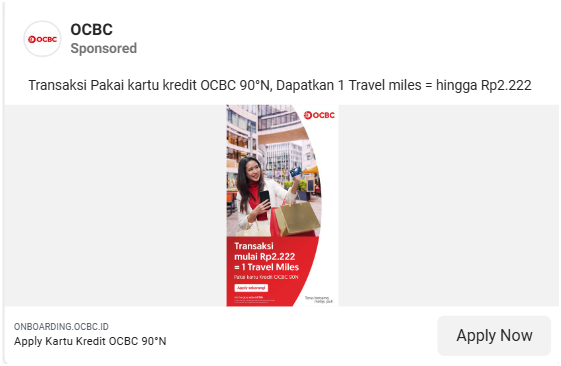 OCBC
OCBC
Sponsored
Transaksi Pakai kartu kredit OCBC 90°N, Dapatkan 1 Travel miles = hingga Rp2.222
OCBC
Transaksi
mulai Rp2.222
= 1 Travel Miles
Pakai Kartu Kredit OCBC 90N
Apply sekarang!
ONBOARDING.OCBC.ID
Apply Kartu Kredit OCBC 90°N
Apply Now